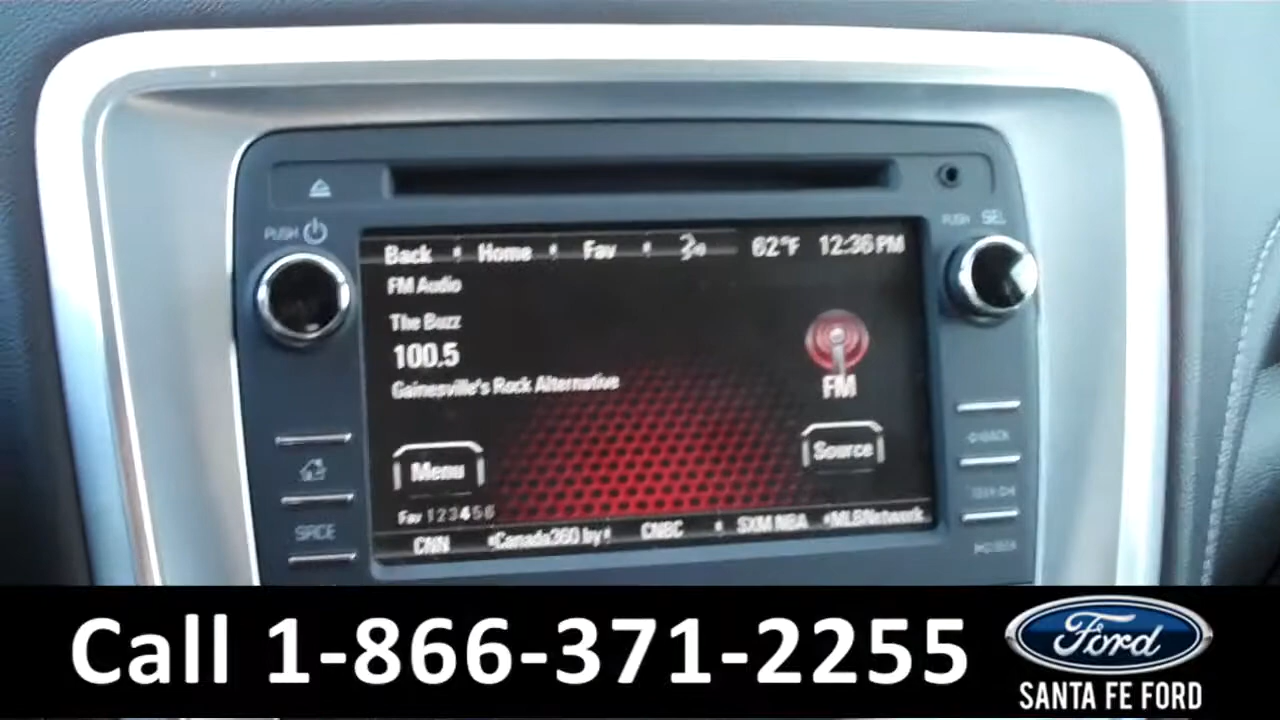 PUSH
PUSH SEL
Back Home Fav 62°F 12:36 PM
FM Audio
The Buzz
100.5
Gainesville's Rock Alternative
FM
Menu
Source
BACK
Fav 1 2 3 4 5 6
CNN Canada360 by CNBC SXM NBA MLBNetwork
Call 1-866-371-2255
Ford
SANTA FE FORD